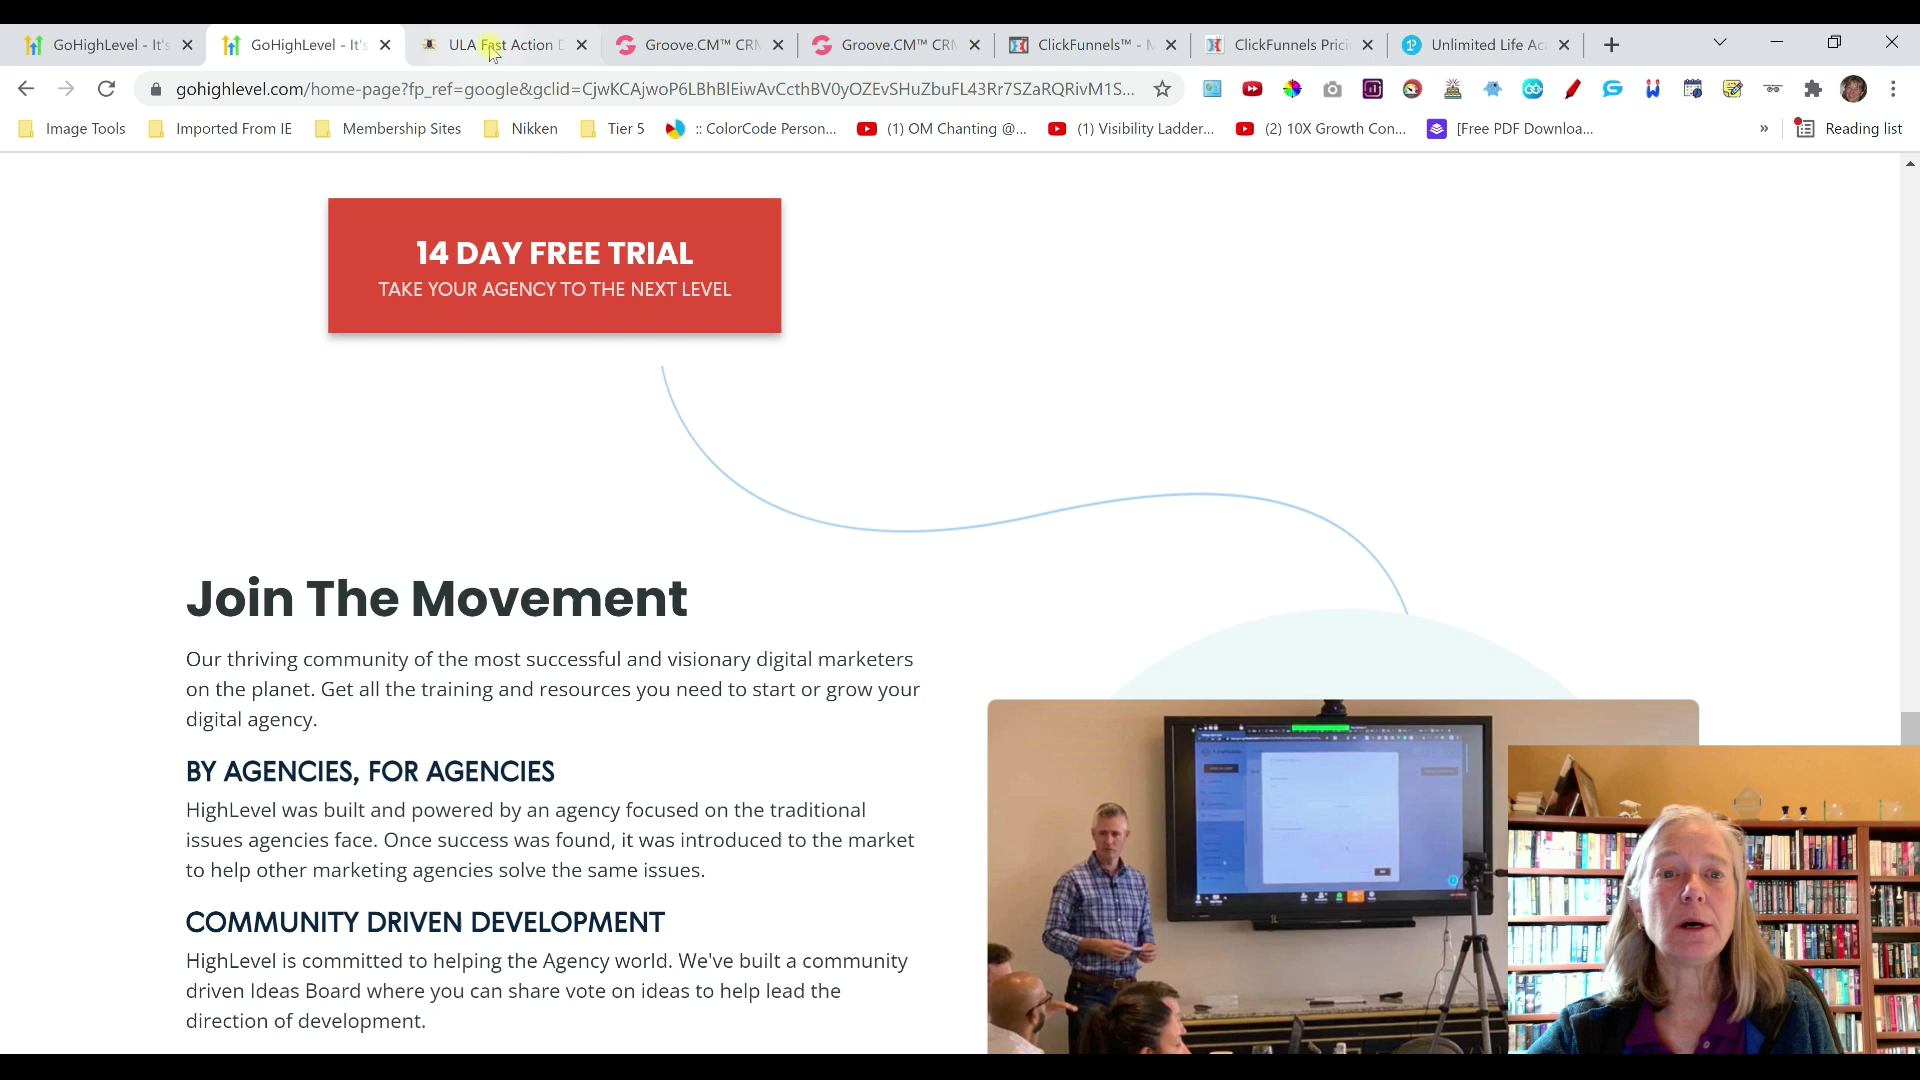 GoHighLevel - It's
GoHighLevel - It's
ULA Fast Action D
Groove.CM™ CRM
Groove.CM™ CRM
ClickFunnels™ - M
ClickFunnels Prici
Unlimited Life Ac
gohighlevel.com/home-page?fp_ref=google&gclid=CjwKCAjwoP6LBhBlEiwAvCcthBV0yOZEvSHuZbuFL43Rr7SZaRQRivM1S...
Image Tools
Imported From IE
Membership Sites
Nikken
Tier 5
:: ColorCode Person...
(1) OM Chanting @...
(1) Visibility Ladder...
(2) 10X Growth Con...
[Free PDF Downloa...
»
Reading list
14 DAY FREE TRIAL
TAKE YOUR AGENCY TO THE NEXT LEVEL
Join The Movement
Our thriving community of the most successful and visionary digital marketers
on the planet. Get all the training and resources you need to start or grow your
digital agency.
BY AGENCIES, FOR AGENCIES
HighLevel was built and powered by an agency focused on the traditional
issues agencies face. Once success was found, it was introduced to the market
to help other marketing agencies solve the same issues.
COMMUNITY DRIVEN DEVELOPMENT
HighLevel is committed to helping the Agency world. We've built a community
driven Ideas Board where you can share vote on ideas to help lead the
direction of development.